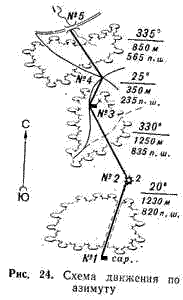 №5
335°
850 м
565 п.ш.
№4
25°
350 м
235 п.ш.
№3
330°
1250 м
835 п.ш.
С
Ю
№2
2
20°
1230 м
820 п.ш.
№1
сар.
Рис. 24. Схема движения по
азимуту